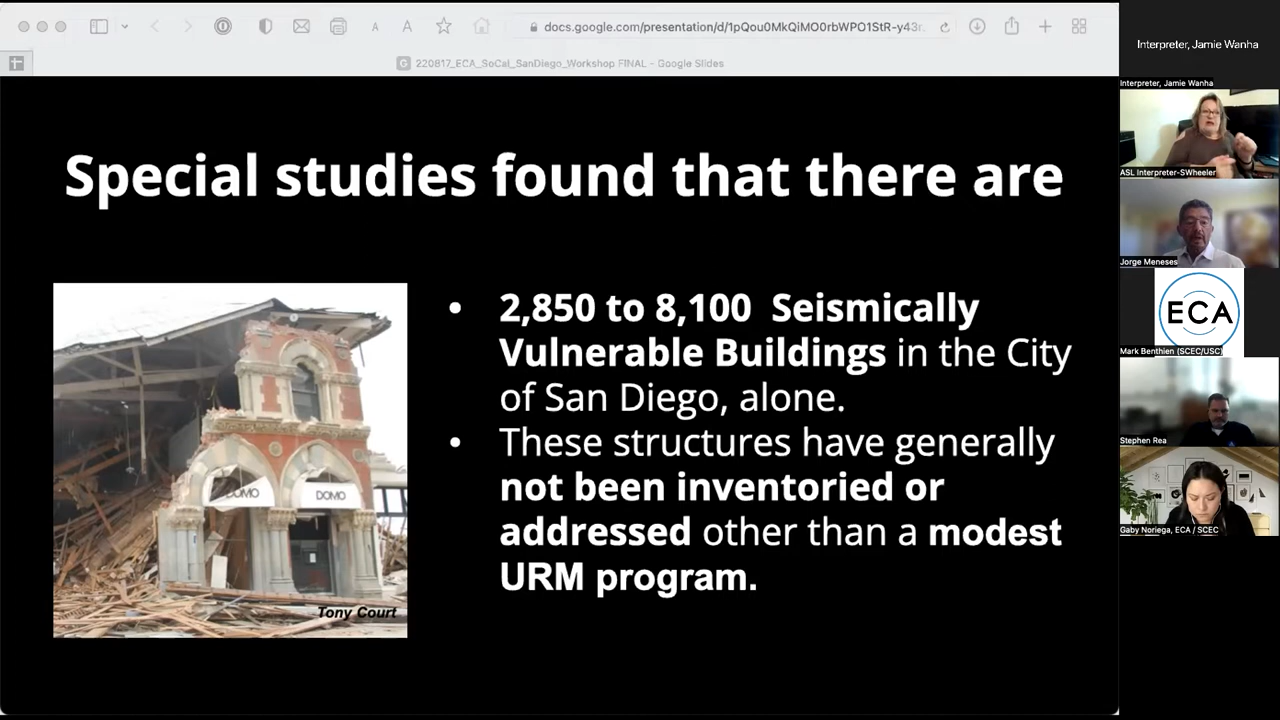 docs.google.com/presentation/d/1pQou0MkQiMO0rbWPO1StR-y43r
220817_ECA_SoCal_SanDiego_Workshop FINAL - Google Slides
Special studies found that there are
• 2,850 to 8,100 Seismically
Vulnerable Buildings in the City
of San Diego, alone.
• These structures have generally
not been inventoried or
addressed other than a modest
URM program.
DOMO
DOMO
Tony Court
Interpreter, Jamie Wanha
Interpreter, Jamie Wanha
ASL Interpreter-SWheeler
Jorge Meneses
ECA
Mark Benthien (SCEC/USC)
Stephen Rea
Gaby Noriega, ECA / SCEC